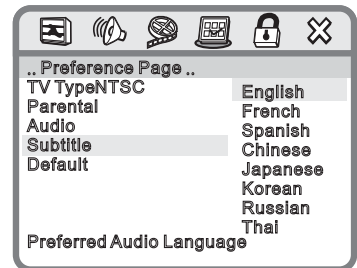 .. Preference Page ..
TV TypeNTSC
Parental
Audio
Subtitle
Default
English
French
Spanish
Chinese
Japanese
Korean
Russian
Thai
Preferred Audio Language